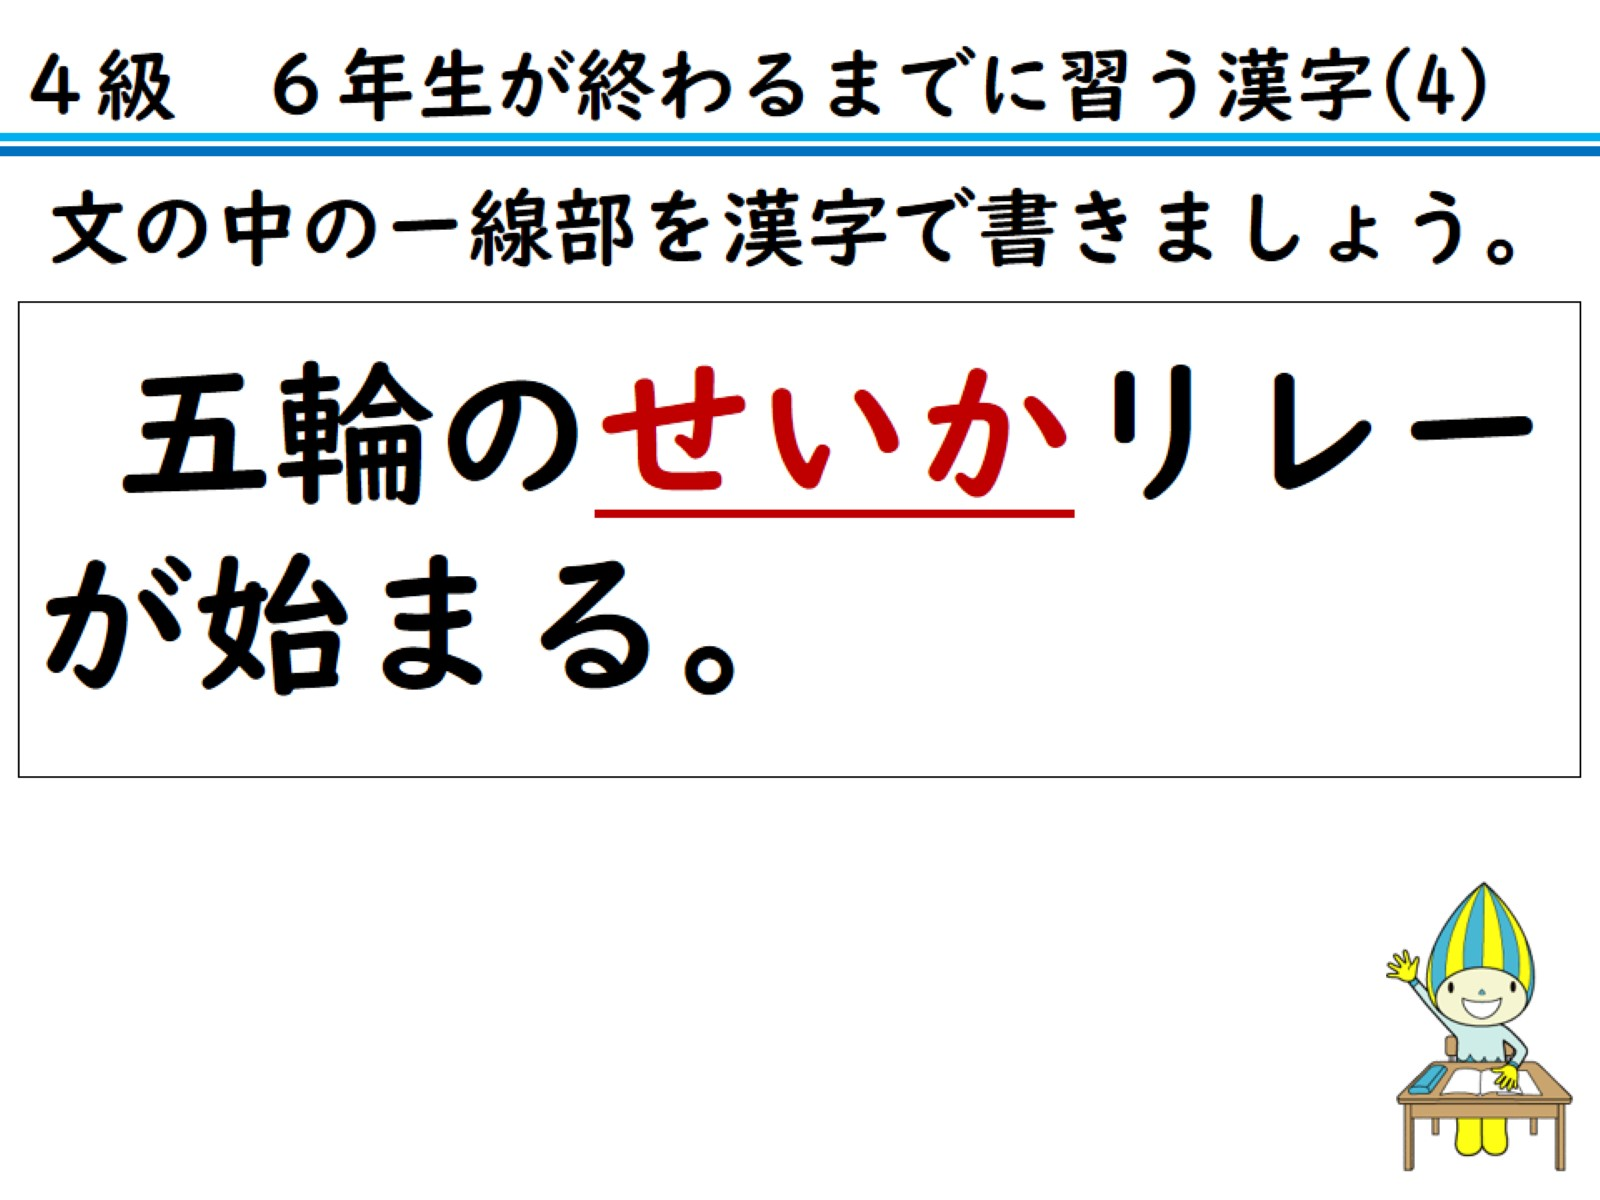 ４級　６年生が終わるまでに習う漢字(4)
文の中の一線部を漢字で書きましょう。
五輪のせいかリレー
が始まる。